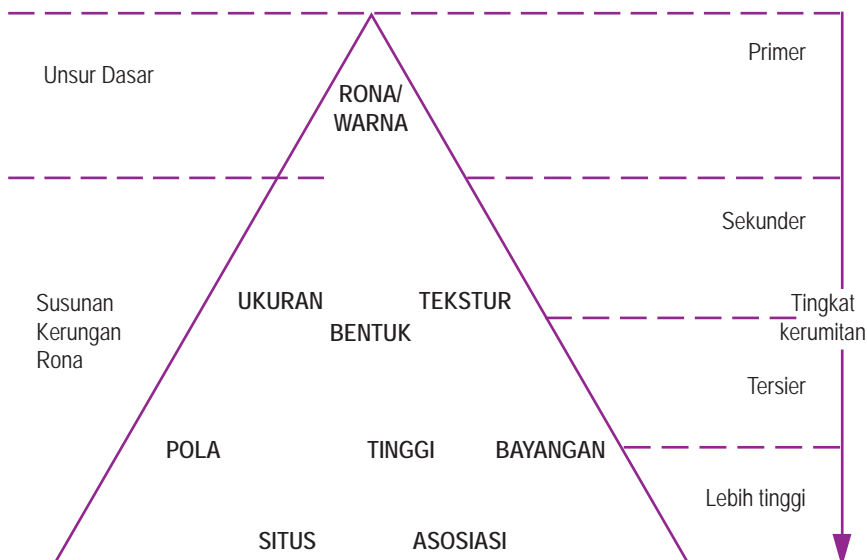 Unsur Dasar
Primer
RONA/
WARNA
Sekunder
Susunan
Kerungan
Rona
UKURAN
TEKSTUR
BENTUK
Tingkat
kerumitan
Tersier
POLA
TINGGI
BAYANGAN
Lebih tinggi
SITUS
ASOSIASI